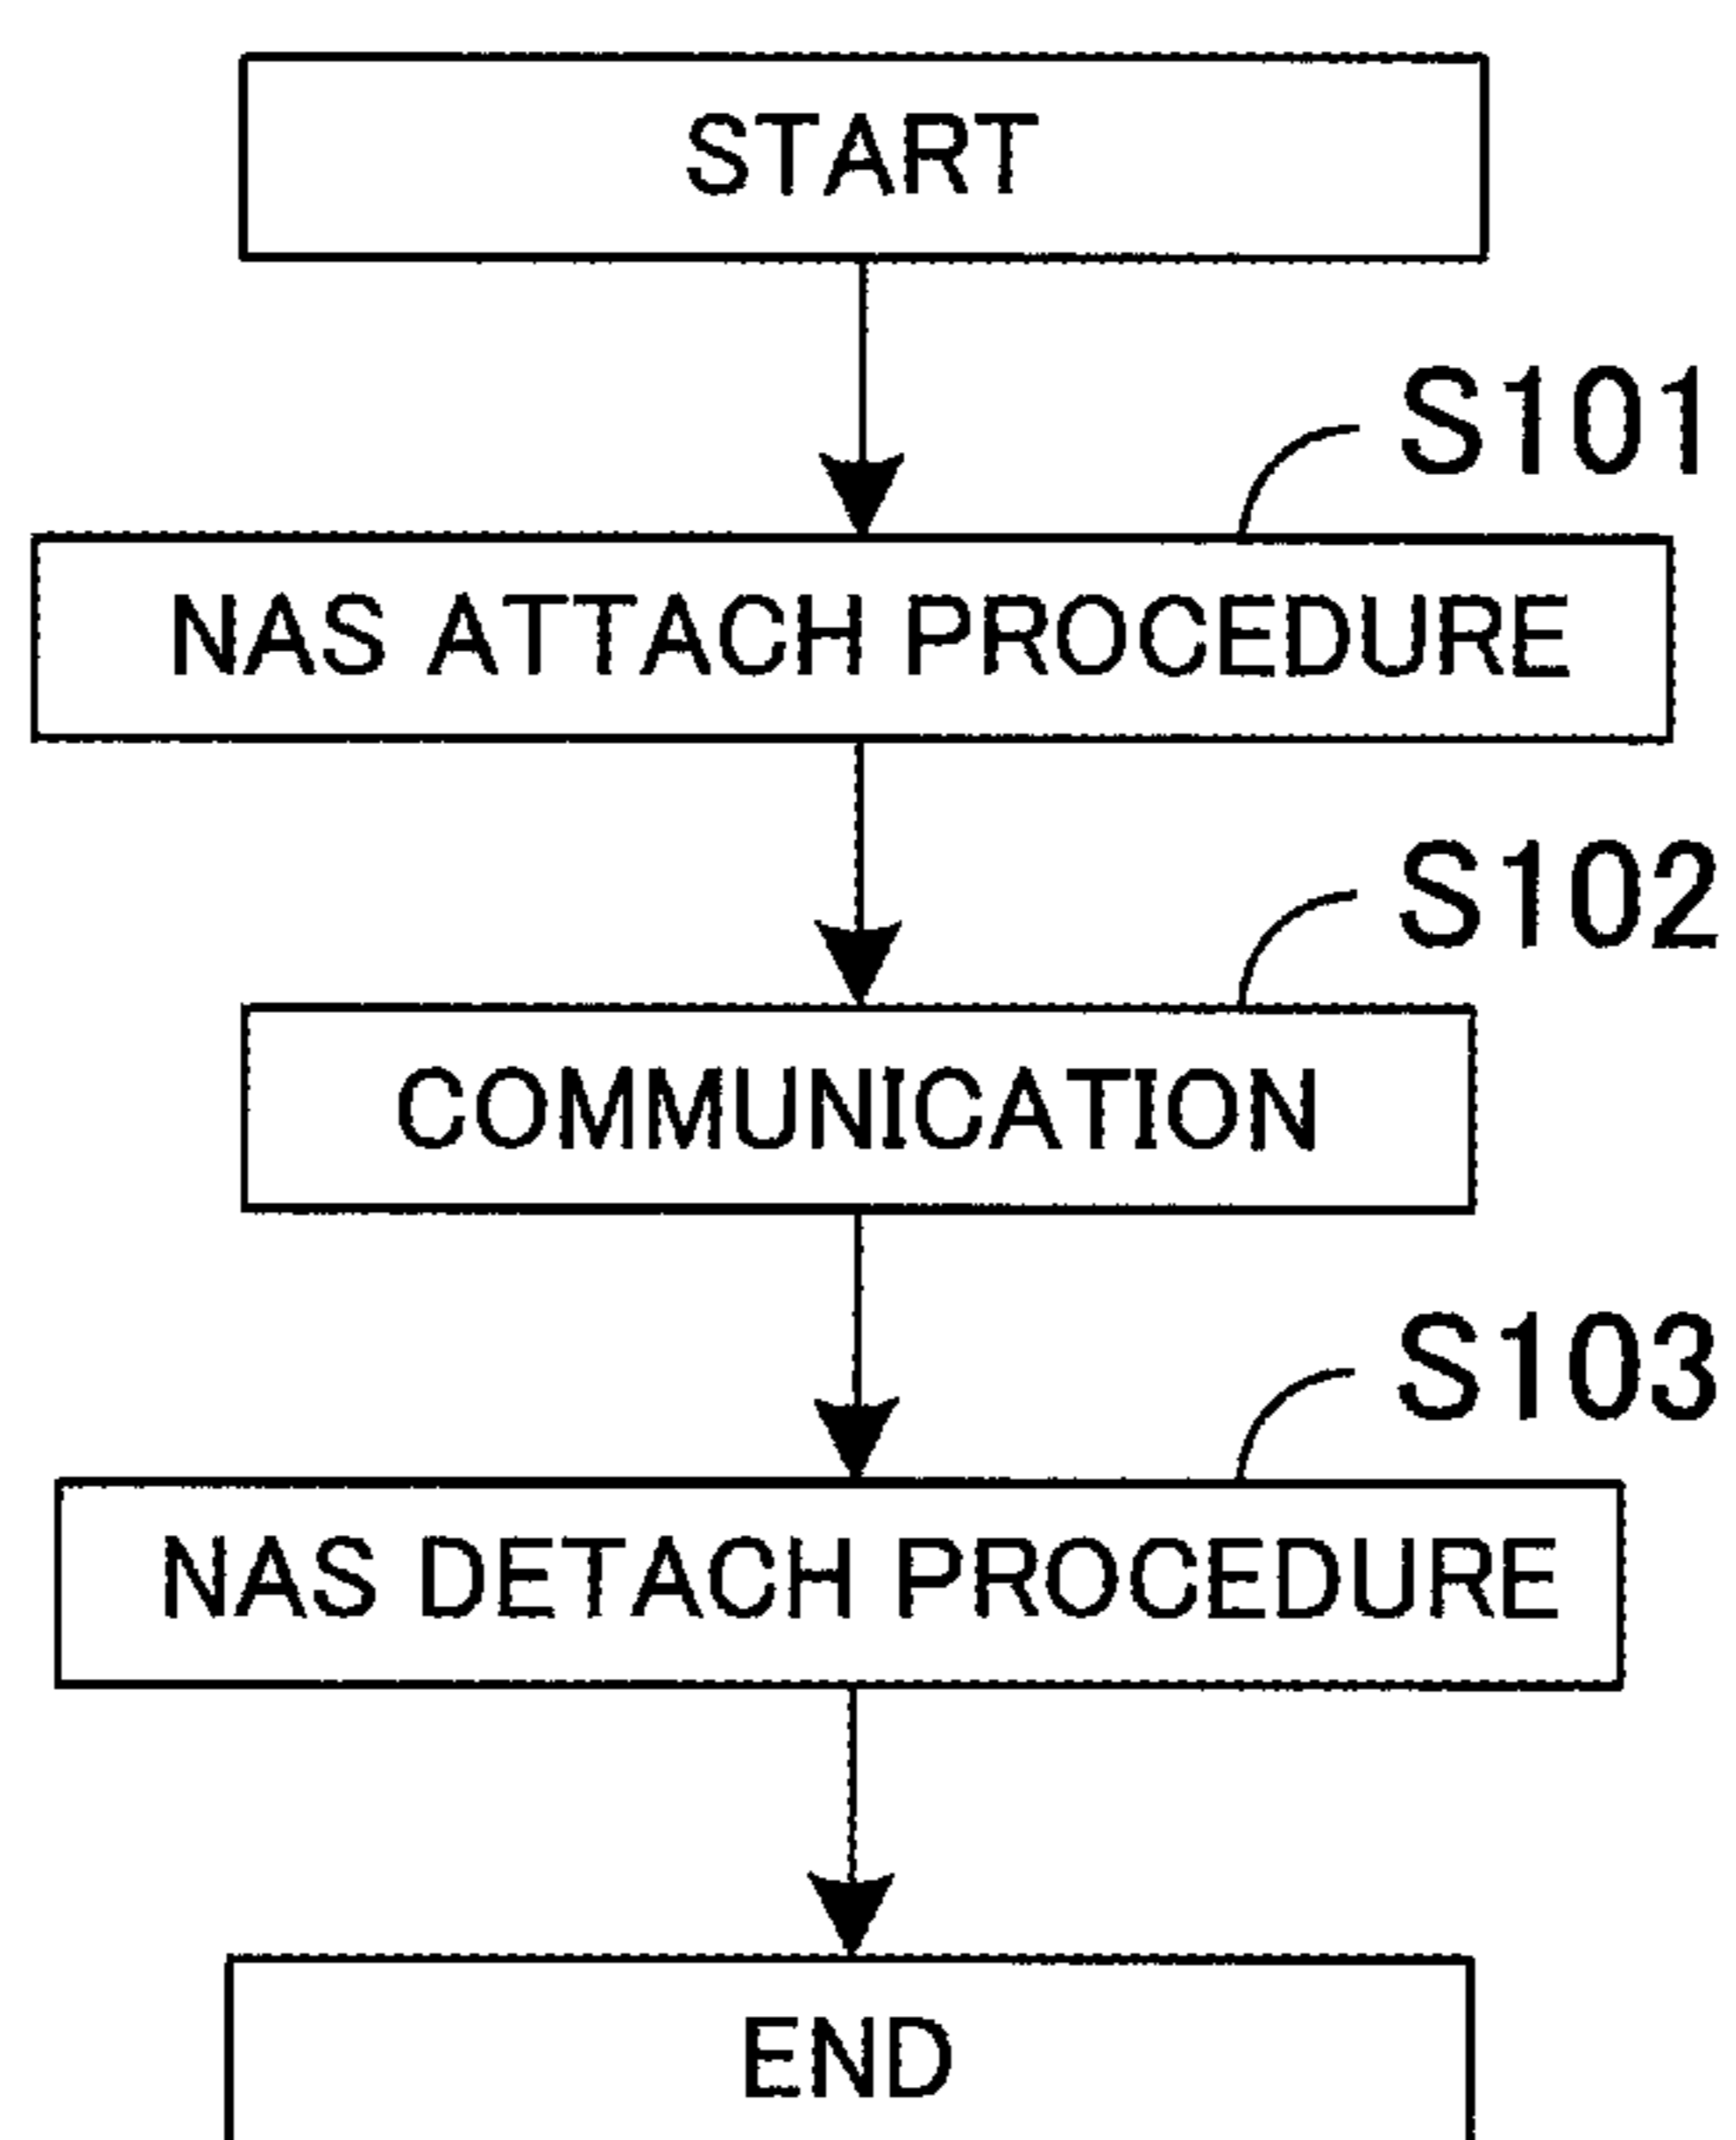 START
S101
NAS ATTACH PROCEDURE
S102
COMMUNICATION
S103
NAS DETACH PROCEDURE
END